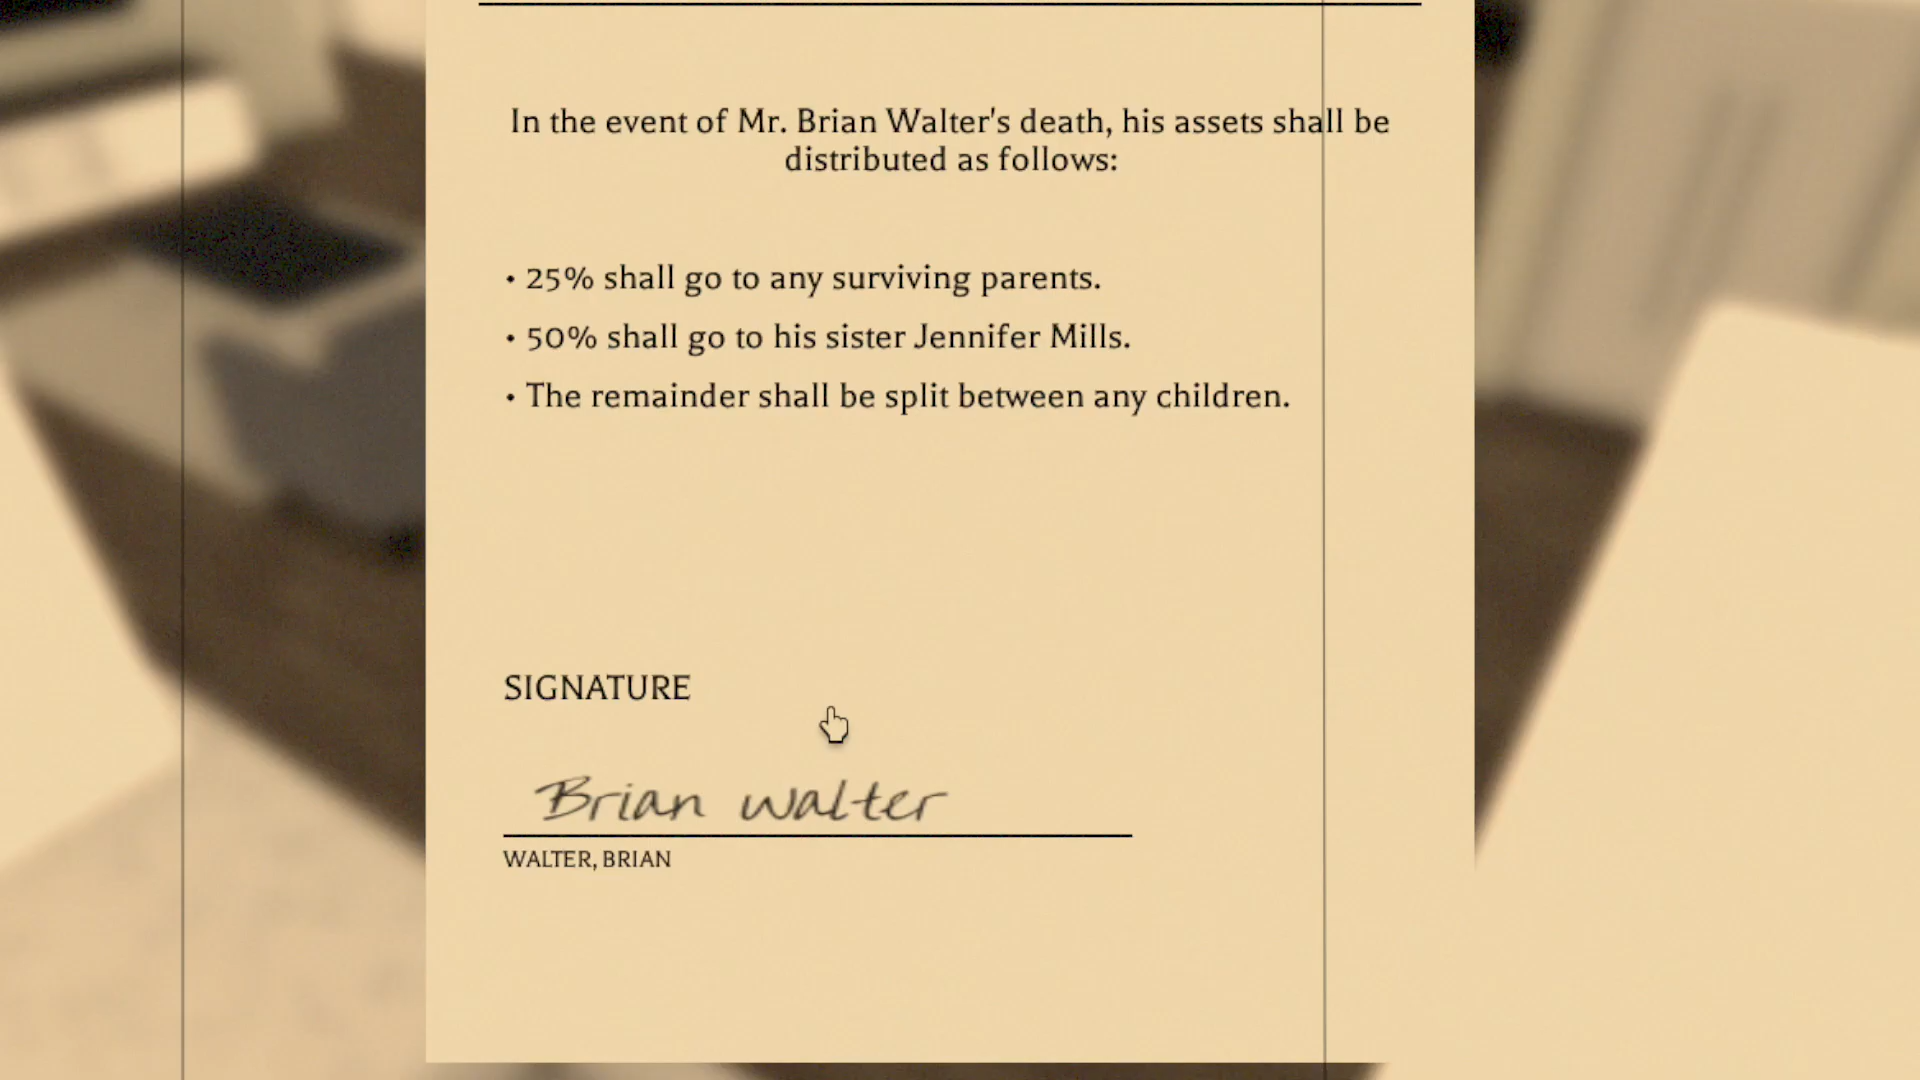 In the event of Mr. Brian Walter's death, his assets shall be
distributed as follows:
• 25% shall go to any surviving parents.
• 50% shall go to his sister Jennifer Mills.
• The remainder shall be split between any children.
SIGNATURE
Brian walter
WALTER, BRIAN